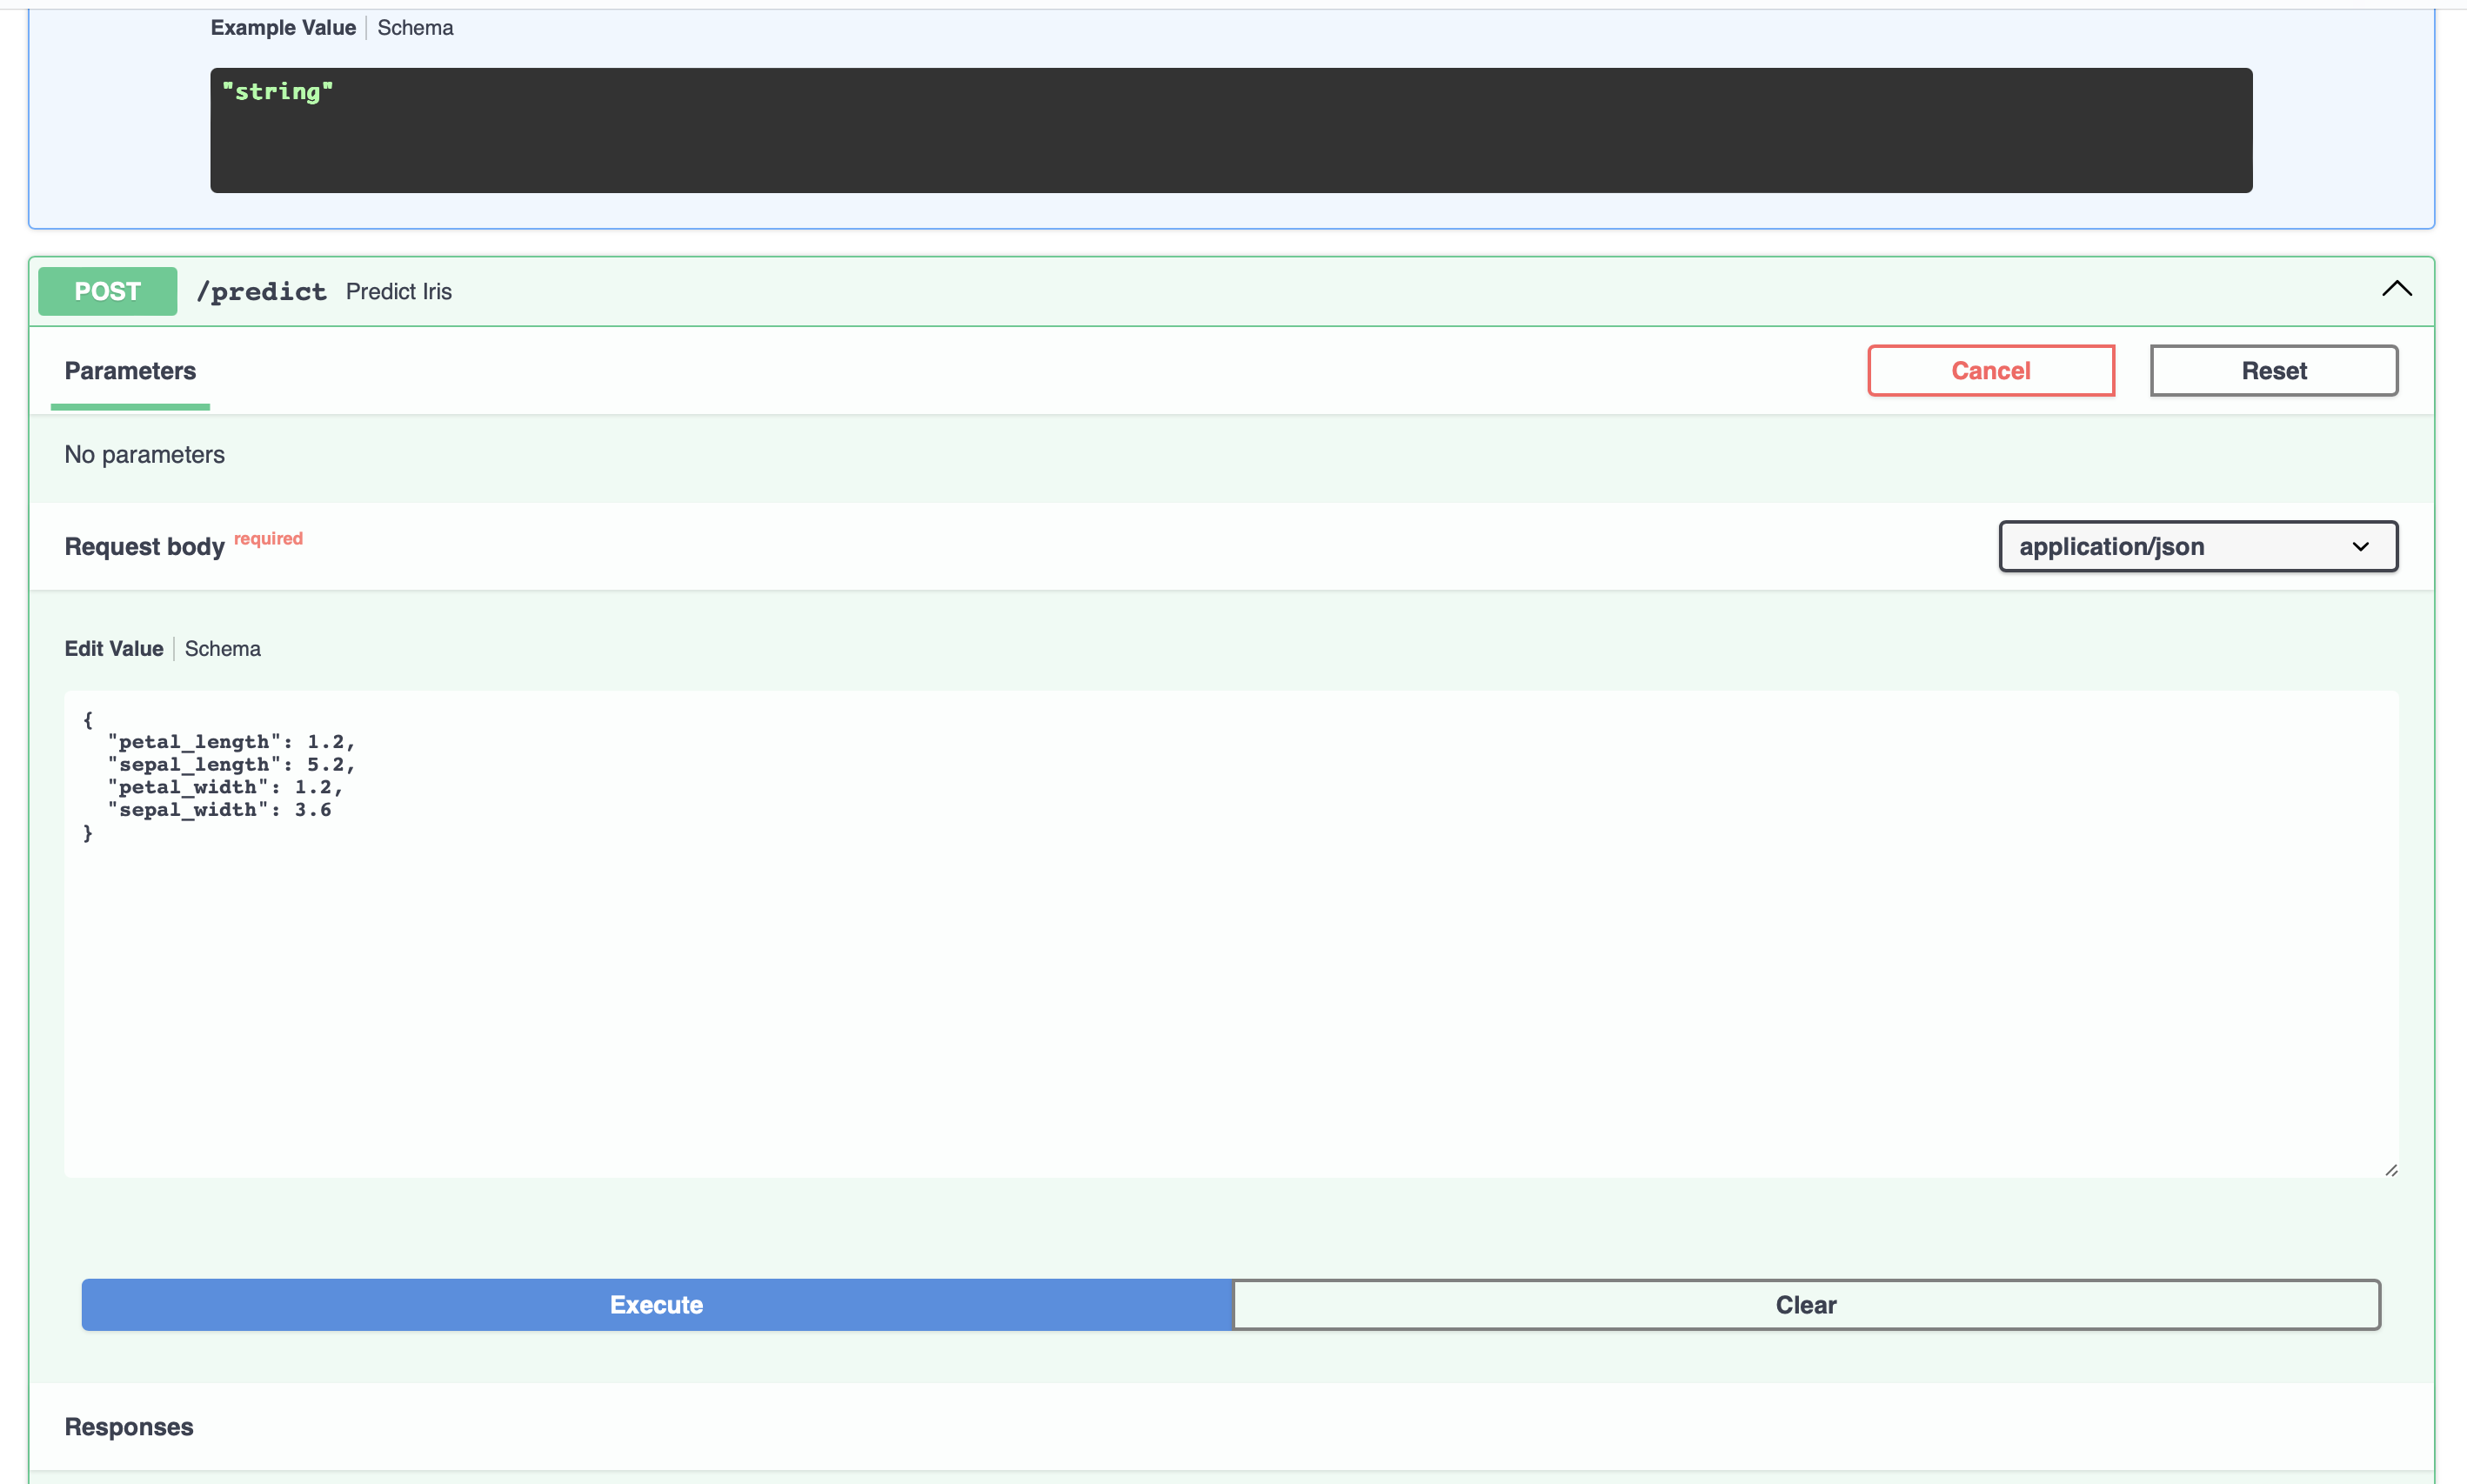 Example Value Schema
"string"
POST /predict Predict Iris
Parameters Cancel Reset
No parameters
Request body required application/json
Edit Value Schema
{
"petal_length": 1.2,
"sepal_length": 5.2,
"petal_width": 1.2,
"sepal_width": 3.6
}
Execute Clear
Responses